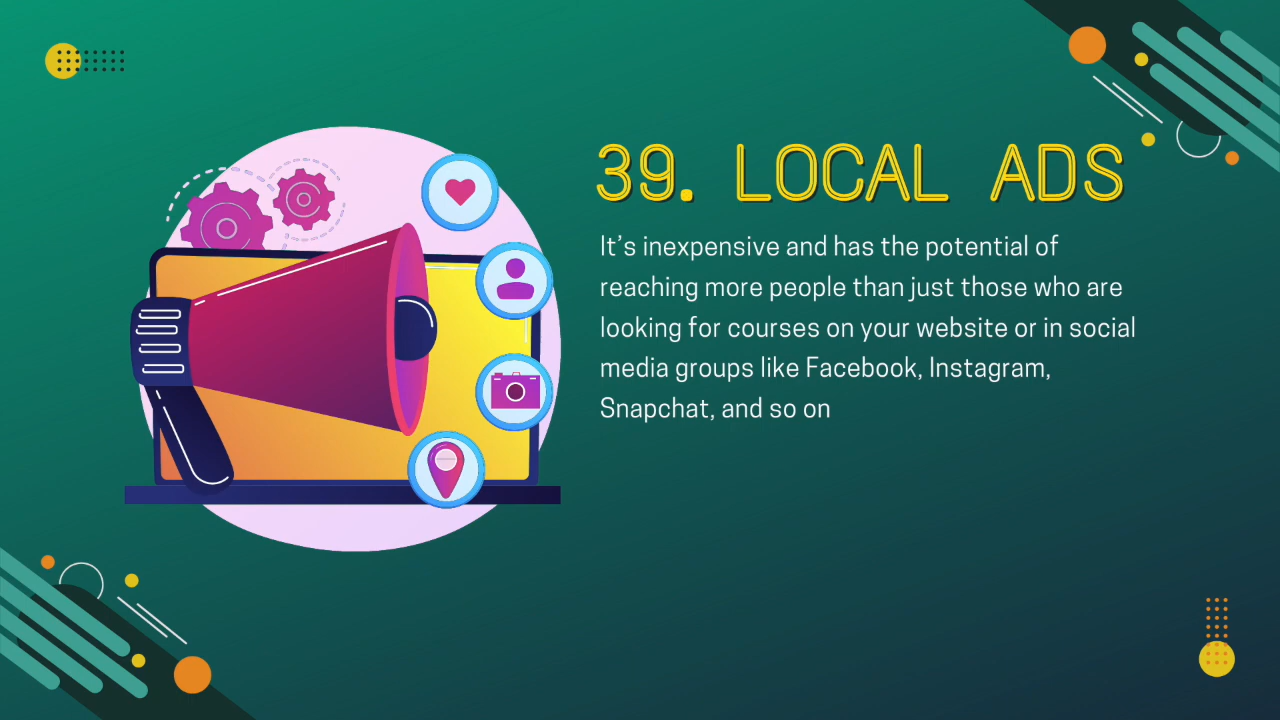 39. LOCAL ADS
It’s inexpensive and has the potential of
reaching more people than just those who are
looking for courses on your website or in social
media groups like Facebook, Instagram,
Snapchat, and so on